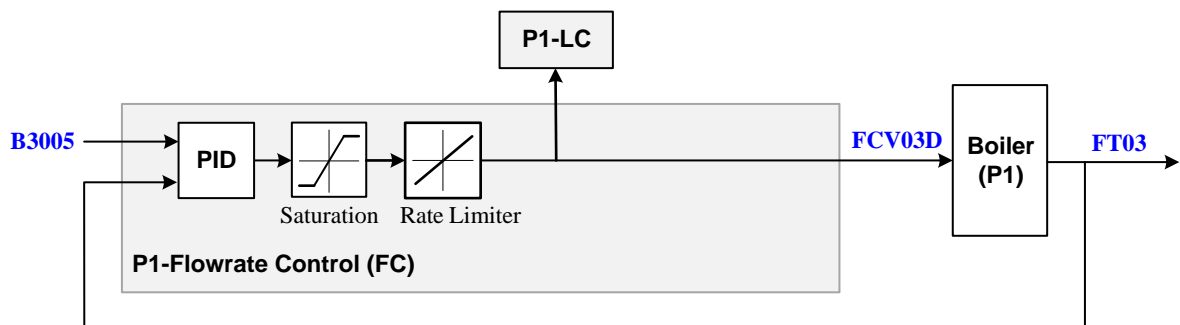 P1-LC
B3005
PID
FCV03D
Boiler
(P1)
FT03
Saturation
Rate Limiter
P1-Flowrate Control (FC)